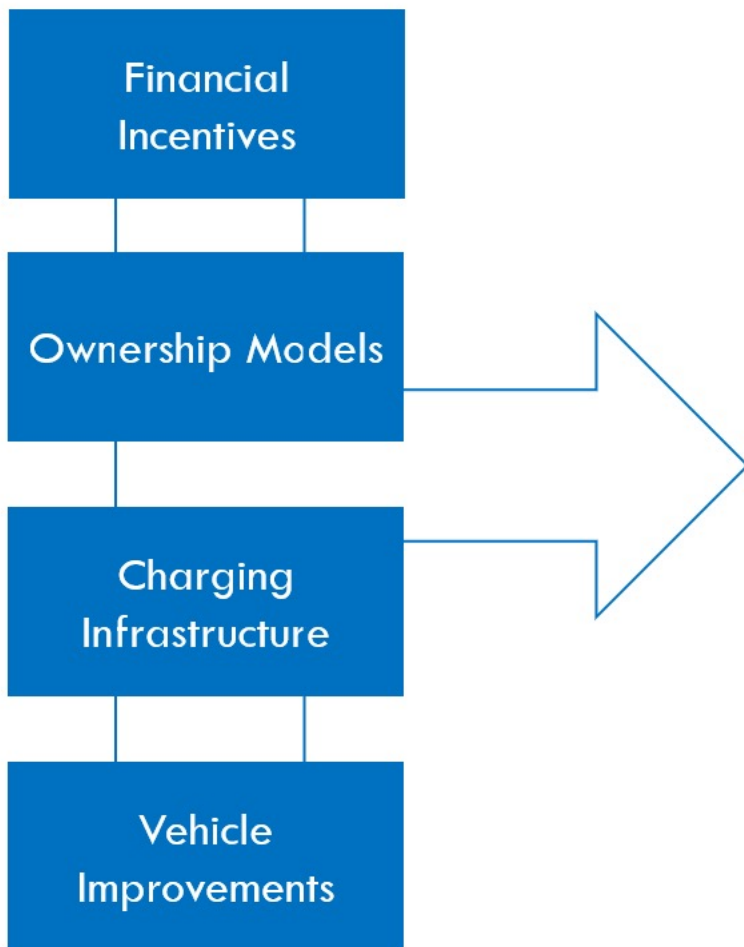 Financial
Incentives
Ownership Models
Charging
Infrastructure
Vehicle
Improvements